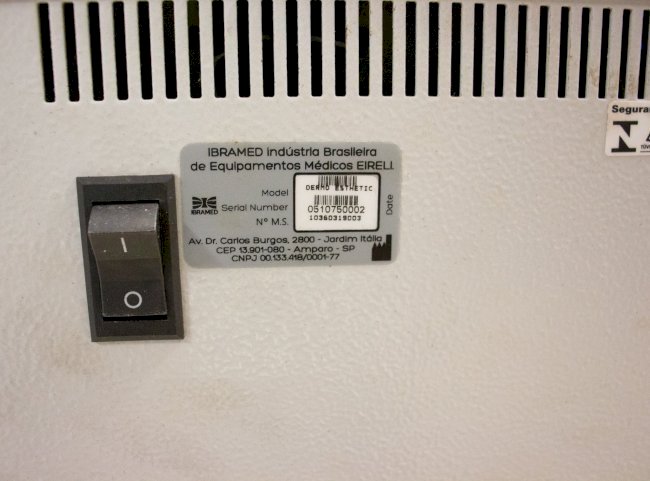 IBRAMED Indústria Brasileira
de Equipamentos Médicos EIRELI.
Model
DERMO ESTHETIC
IBRAMED
Serial Number
0510750002
Date
Nº M.S.
10360319003
Av. Dr. Carlos Burgos, 2800 - Jardim Itália
CEP 13.901-080 - Amparo - SP
CNPJ 00.133.418/0001-77
I
O
Segura
N